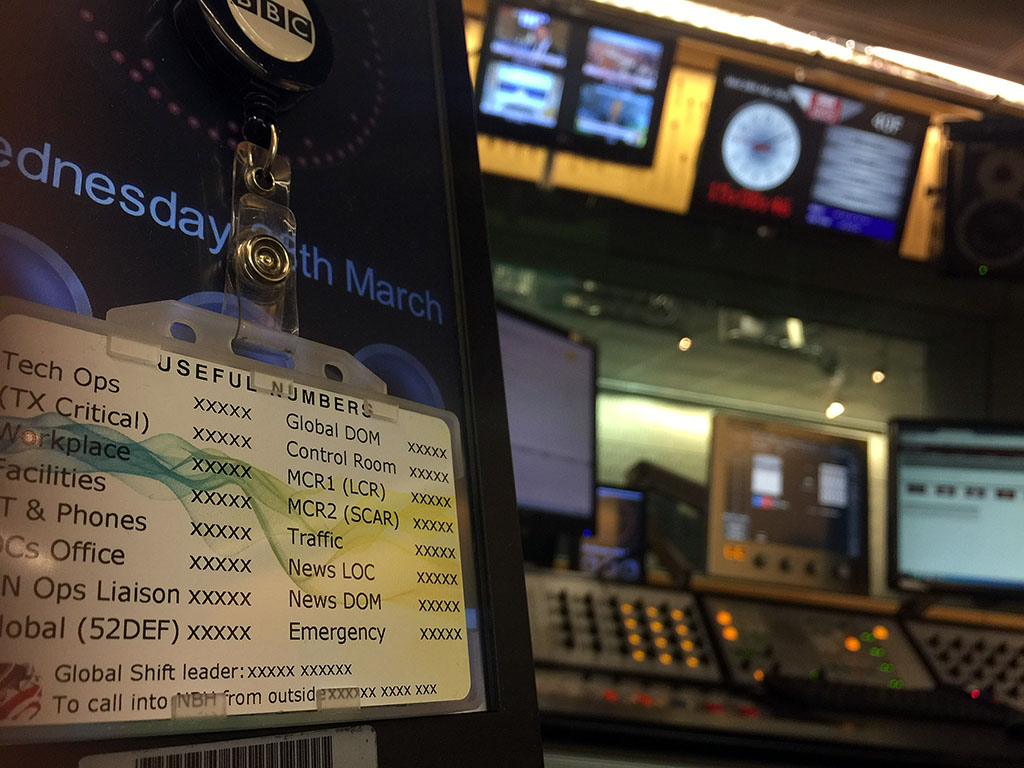 BBC
ednesday th March
USEFUL NUMBERS
Tech Ops
(TX Critical) xxxxx
Workplace xxxxx
Facilities xxxxx
T & Phones xxxxx
Cs Office xxxxx
N Ops Liaison xxxxx
lobal (52DEF) xxxxx
Global DOM xxxxx
Control Room xxxxx
MCR1 (LCR) xxxxx
MCR2 (SCAR) xxxxx
Traffic xxxxx
News LOC xxxxx
News DOM xxxxx
Emergency xxxxx
Global Shift leader: xxxxx xxxxxx
To call into NBH from outside xxxxx xxxx xxx
40F